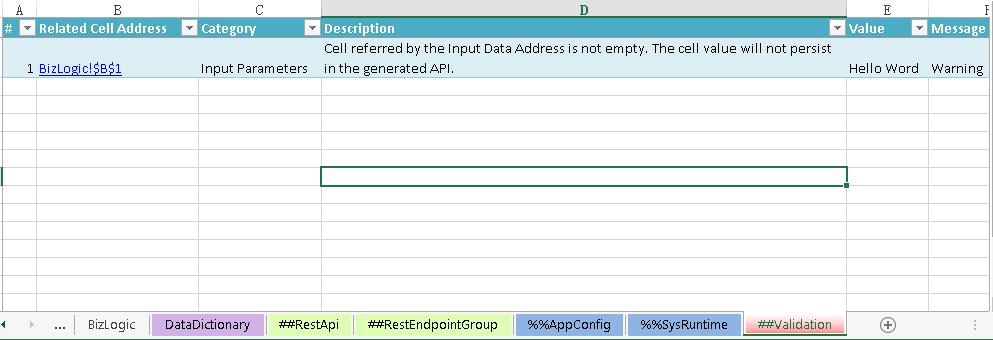 A B C D E F
# Related Cell Address Category Description Value Message
Cell referred by the Input Data Address is not empty. The cell value will not persist
1 BizLogic!$B$1 Input Parameters in the generated API. Hello Word Warning
... BizLogic DataDictionary ##RestApi ##RestEndpointGroup %%AppConfig %%SysRuntime ##Validation